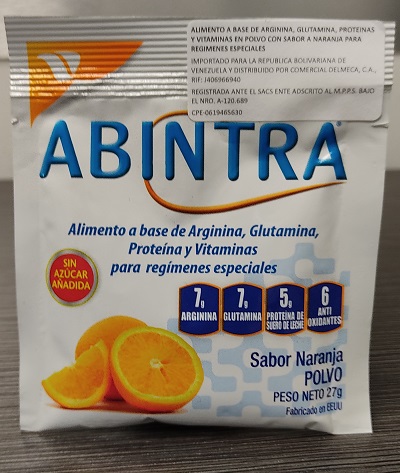 ALIMENTO A BASE DE ARGININA, GLUTAMINA, PROTEINAS
Y VITAMINAS EN POLVO CON SABOR A NARANJA PARA
REGIMENES ESPECIALES
IMPORTADO PARA LA REPUBLICA BOLIVARIANA DE
VENEZUELA Y DISTRIBUIDO POR COMERCIAL DELMECA, C.A.,
RIF: J406966940
REGISTRADA ANTE EL SACS ENTE ADSCRITO AL M.P.P.S. BAJO
EL NRO. A-120.689
CPE-0619465630
ABINTRA®
Alimento a base de Arginina, Glutamina,
Proteína y Vitaminas
para regímenes especiales
SIN
AZÚCAR
AÑADIDA
7g
ARGININA
7g
GLUTAMINA
5g
PROTEINA DE
SUERO DE LECHE
6
ANTI
OXIDANTES
Sabor Naranja
POLVO
PESO NETO 27g
Fabricado en EEUU